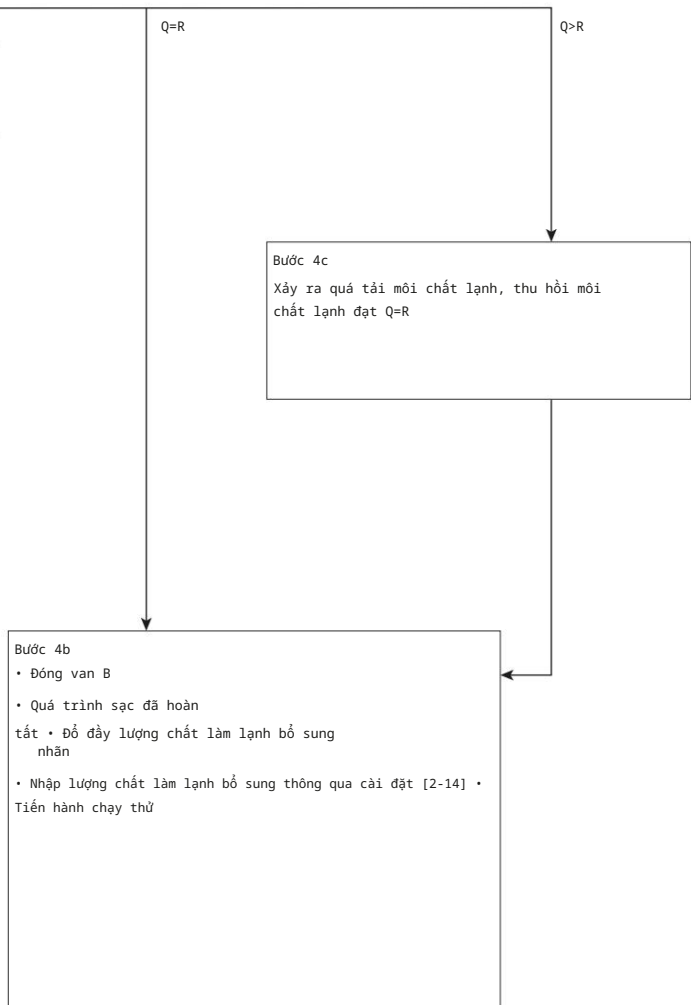 Q=R
Q>R
Bước 4c
Xảy ra quá tải môi chất lạnh, thu hồi môi
chất lạnh đạt Q=R
Bước 4b
• Đóng van B
• Quá trình sạc đã hoàn
tất • Đổ đầy lượng chất làm lạnh bổ sung
nhãn
• Nhập lượng chất làm lạnh bổ sung thông qua cài đặt [2-14] •
Tiến hành chạy thử